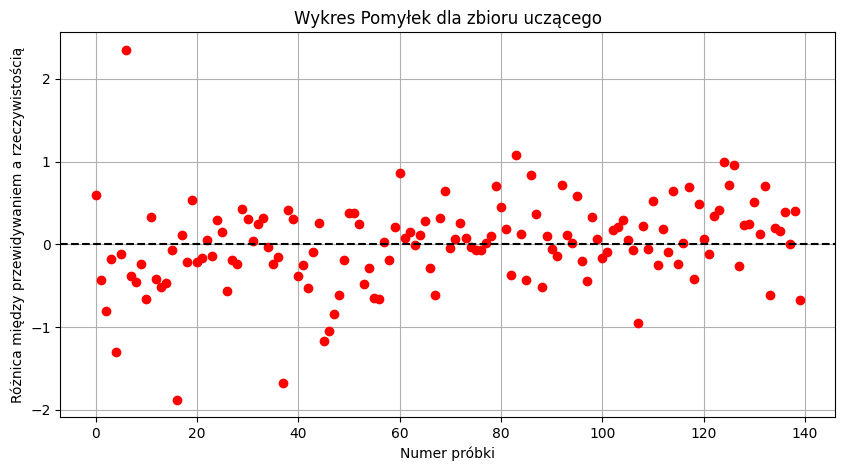 Wykres Pomyłek dla zbioru uczącego
Różnica między przewidywaniem a rzeczywistością
2
1
0
−1
−2
0 20 40 60 80 100 120 140
Numer próbki